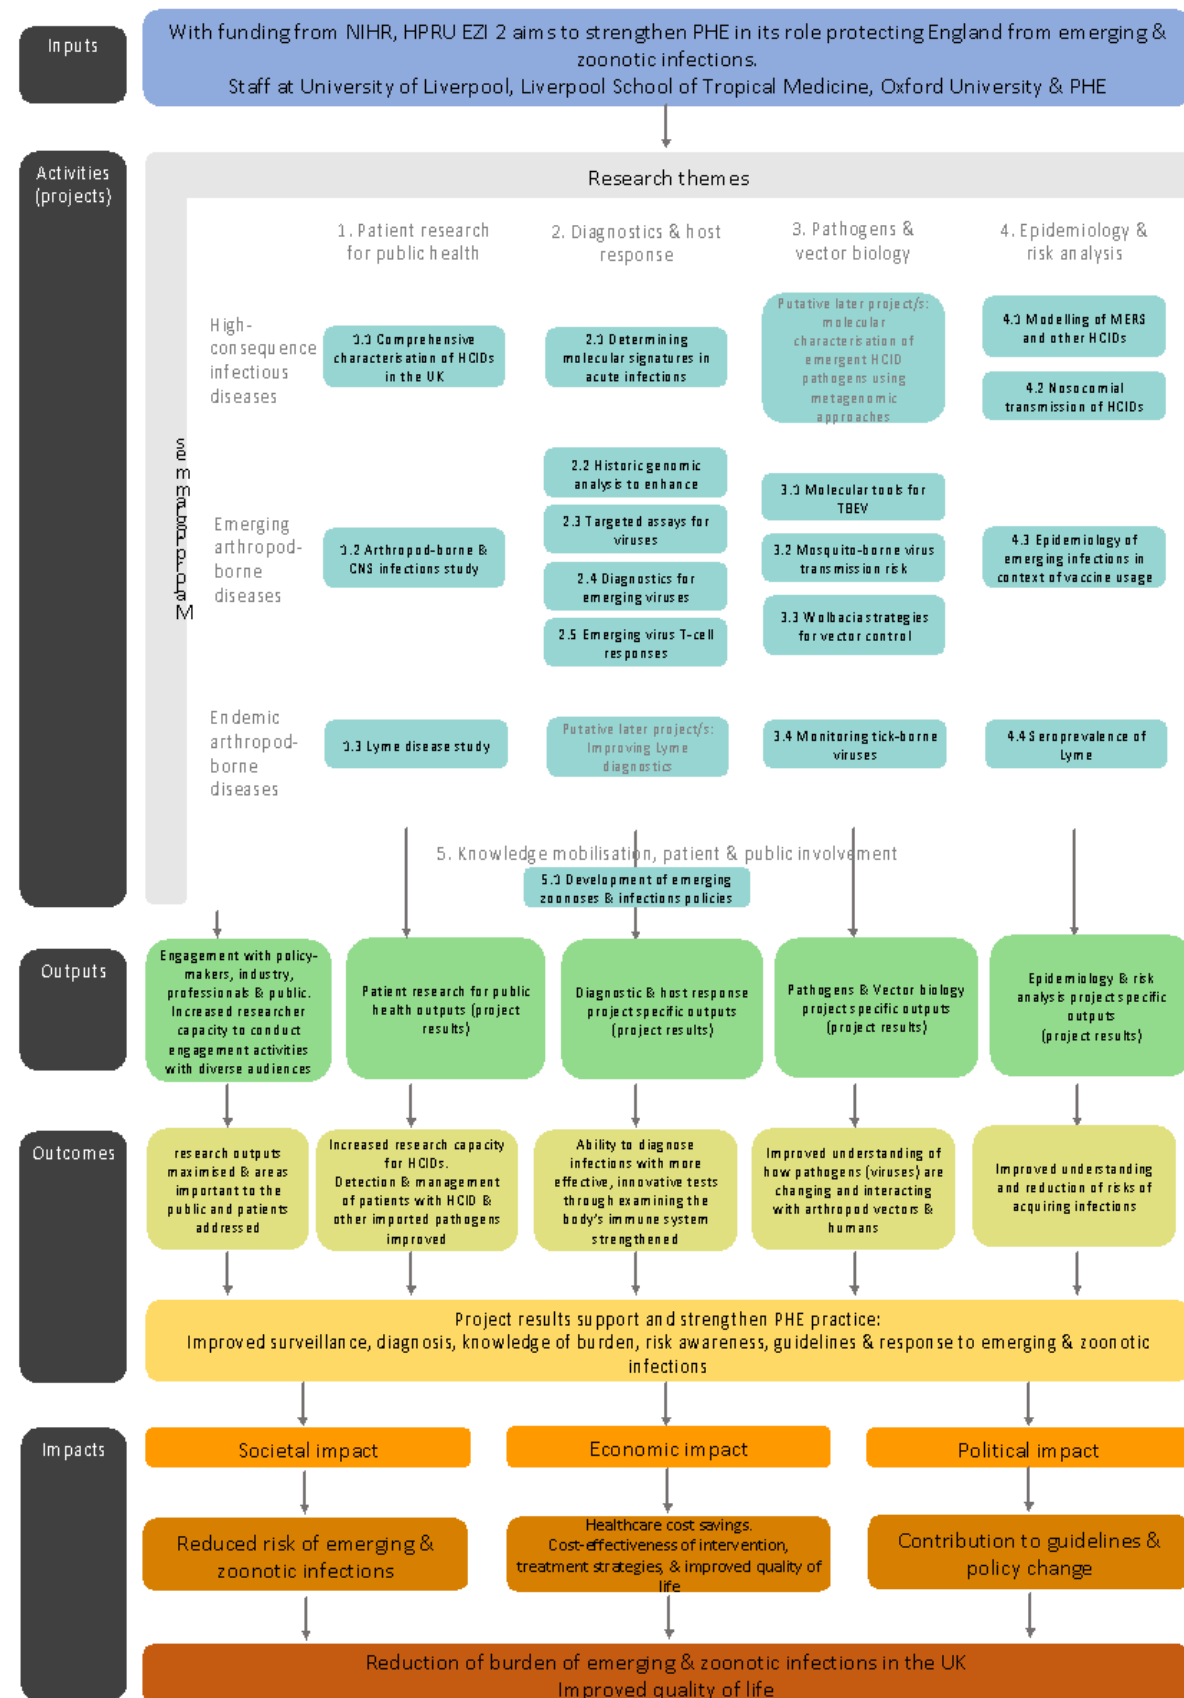 Inputs
With funding from NIHR, HPRU EZI 2 aims to strengthen PHE in its role protecting England from emerging &
zoonotic infections.
Staff at University of Liverpool, Liverpool School of Tropical Medicine, Oxford University & PHE
Activities
(projects)
Research themes
Major programmes
1. Patient research
for public health
2. Diagnostics & host
response
3. Pathogens &
vector biology
4. Epidemiology &
risk analysis
High-
consequence
infectious
diseases
1.1 Comprehensive
characterisation of HCIDs
in the UK
2.1 Determining
molecular signatures in
acute infections
Putative later project/s:
molecular
characterisation of
emergent HCID
pathogens using
metagenomic
approaches
4.1 Modelling of MERS
and other HCIDs
4.2 Nosocomial
transmission of HCIDs
Emerging
arthropod-
borne
diseases
1.2 Arthropod-borne &
CNS infections study
2.2 Historic genomic
analysis to enhance
2.3 Targeted assays for
viruses
2.4 Diagnostics for
emerging viruses
2.5 Emerging virus T-cell
responses
3.1 Molecular tools for
TBEV
3.2 Mosquito-borne virus
transmission risk
3.3 Wolbacia strategies
for vector control
4.3 Epidemiology of
emerging infections in
context of vaccine usage
Endemic
arthropod-
borne
diseases
1.3 Lyme disease study
Putative later project/s:
Improving Lyme
diagnostics
3.4 Monitoring tick-borne
viruses
4.4 Seroprevalence of
Lyme
5. Knowledge mobilisation, patient & public involvement
5.1 Development of emerging
zoonoses & infections policies
Outputs
Engagement with policy-
makers, industry,
professionals & public.
Increased researcher
capacity to conduct
engagement activities
with diverse audiences
Patient research for public
health outputs (project
results)
Diagnostic & host response
project specific outputs
(project results)
Pathogens & Vector biology
project specific outputs
(project results)
Epidemiology & risk
analysis project specific
outputs
(project results)
Outcomes
research outputs
maximised & areas
important to the
public and patients
addressed
Increased research capacity
for HCIDs.
Detection & management
of patients with HCID &
other imported pathogens
improved
Ability to diagnose
infections with more
effective, innovative tests
through examining the
body's immune system
strengthened
Improved understanding of
how pathogens (viruses) are
changing and interacting
with arthropod vectors &
humans
Improved understanding
and reduction of risks of
acquiring infections
Project results support and strengthen PHE practice:
Improved surveillance, diagnosis, knowledge of burden, risk awareness, guidelines & response to emerging & zoonotic
infections
Impacts
Societal impact
Economic impact
Political impact
Reduced risk of emerging &
zoonotic infections
Healthcare cost savings.
Cost-effectiveness of intervention,
treatment strategies, & improved quality of
life
Contribution to guidelines &
policy change
Reduction of burden of emerging & zoonotic infections in the UK
Improved quality of life